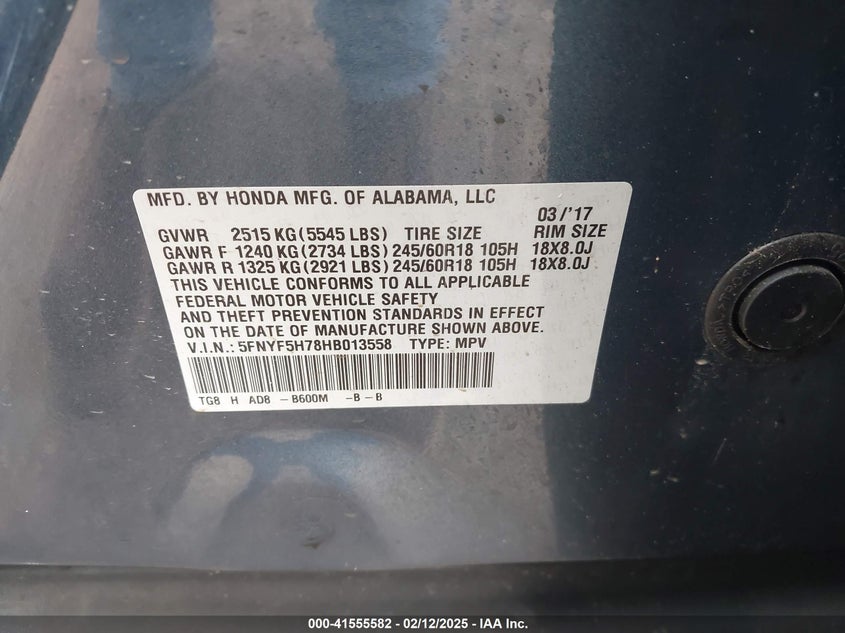 MFD. BY HONDA MFG. OF ALABAMA, LLC
03/'17
GVWR 2515 KG(5545 LBS) TIRE SIZE RIM SIZE
GAWR F 1240 KG(2734 LBS) 245/60R18 105H 18X8.0J
GAWR R 1325 KG(2921 LBS) 245/60R18 105H 18X8.0J
THIS VEHICLE CONFORMS TO ALL APPLICABLE
FEDERAL MOTOR VEHICLE SAFETY
AND THEFT PREVENTION STANDARDS IN EFFECT
ON THE DATE OF MANUFACTURE SHOWN ABOVE.
V.I.N.: 5FNYF5H78HB013558 TYPE: MPV
TG8 H AD8 -B600M -B-B
000-41555582 - 02/12/2025 - IAA Inc.